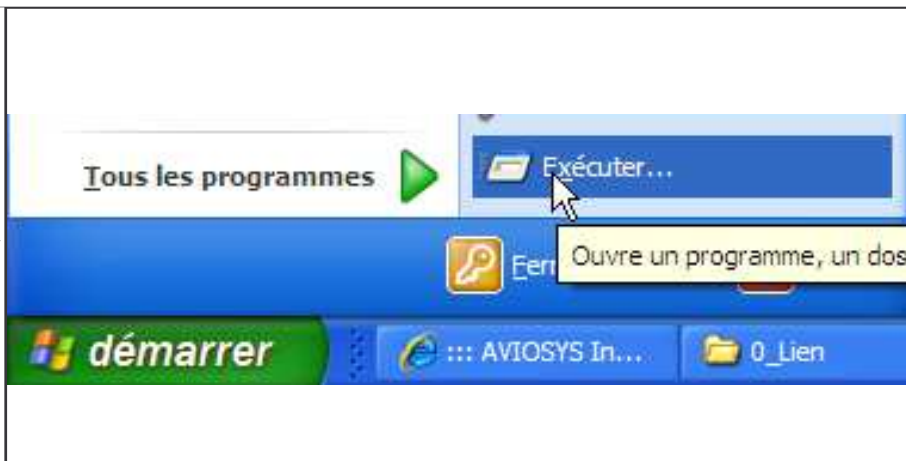 Tous les programmes
Exécuter...
Ouvre un programme, un dos
démarrer
::: AVIOSYS In...
0_Lien